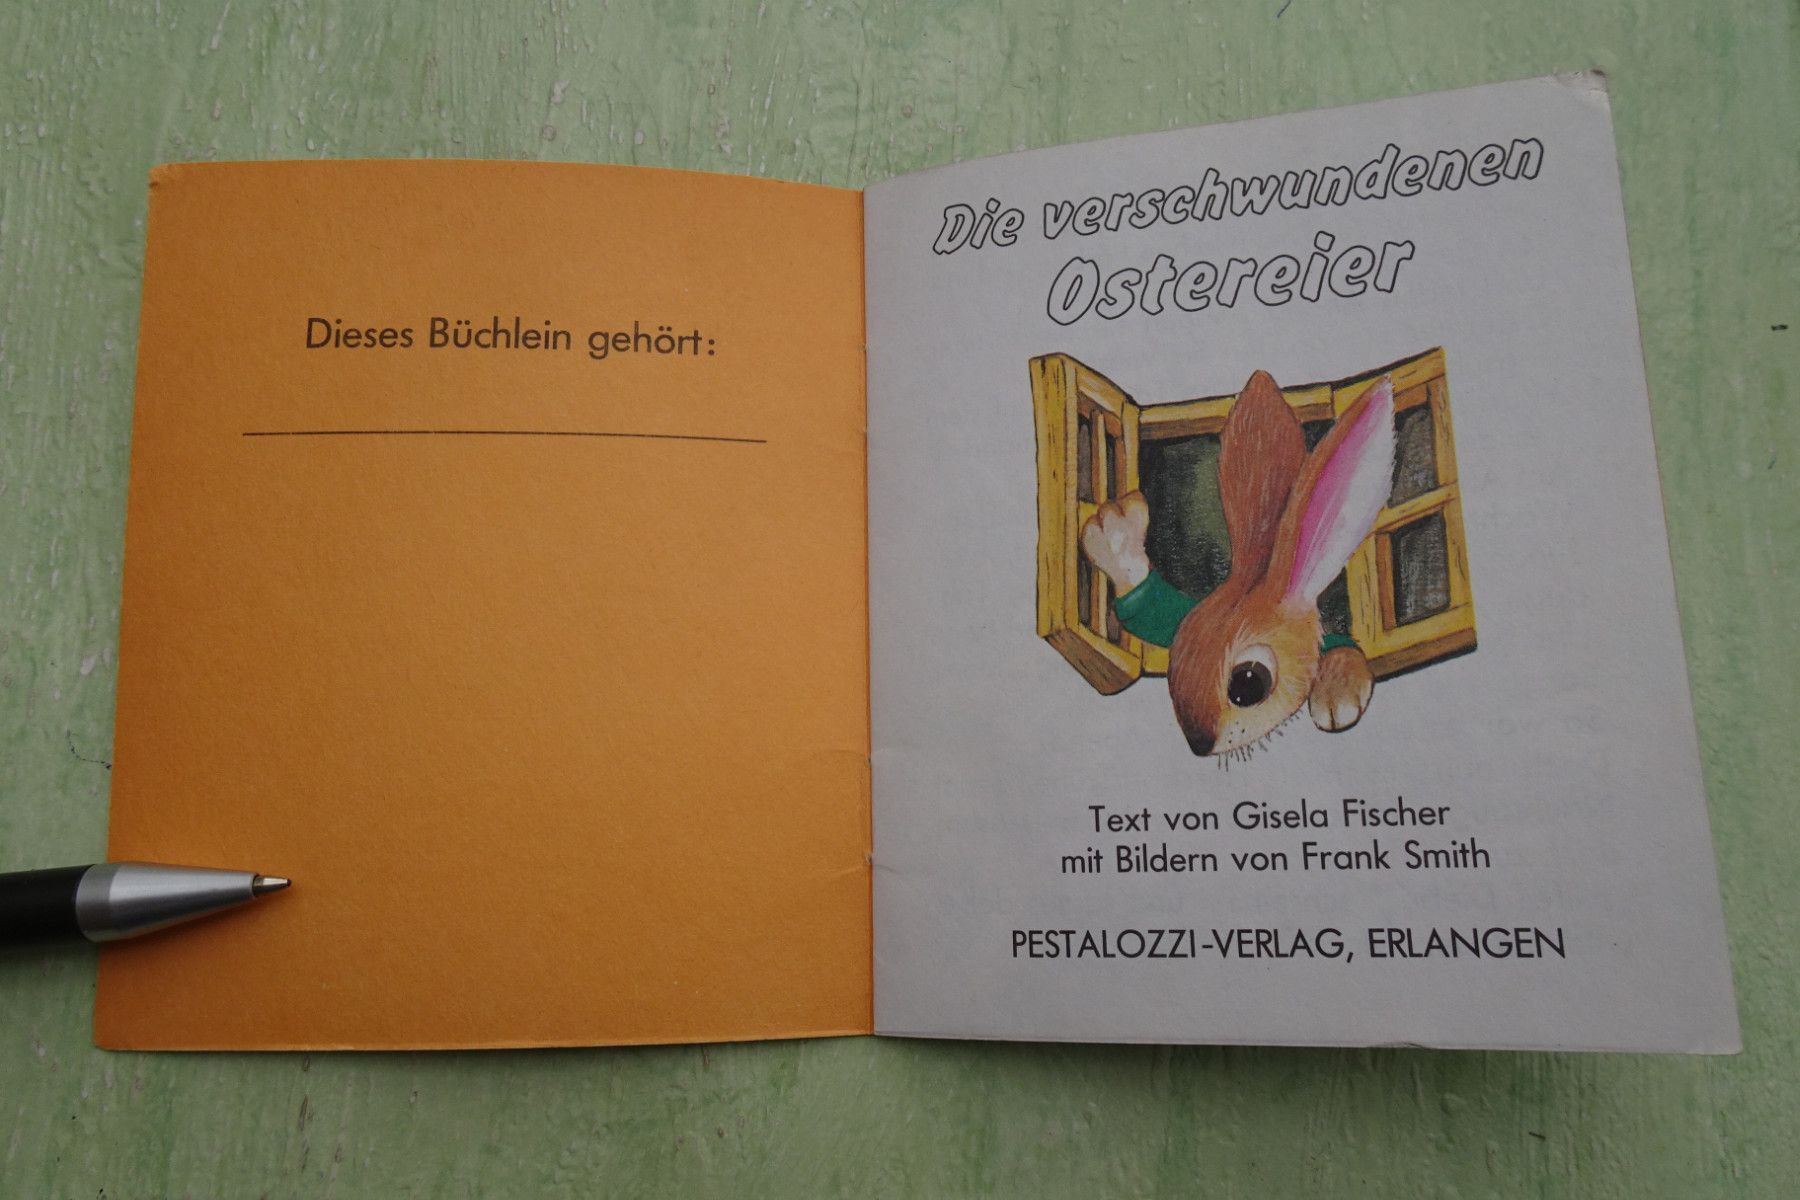 Dieses Büchlein gehört:
Die verschwundenen
Ostereier
Text von Gisela Fischer
mit Bildern von Frank Smith
PESTALOZZI-VERLAG, ERLANGEN